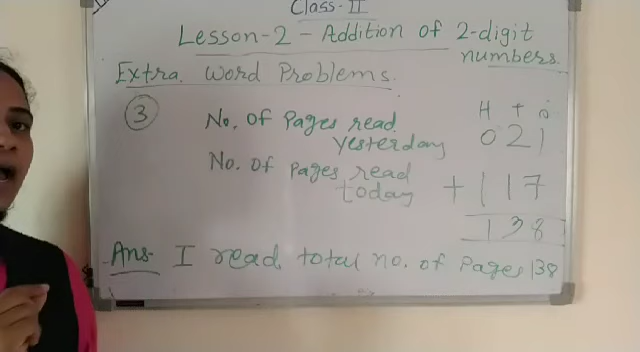 Class-II
Lesson-2 - Addition of 2-digit
numbers.
Extra Word Problems.
③ No. of Pages read H T O
yesterday 0 2 1
No. of Pages read
today + 1 1 7
1 3 8
Ans- I read total no. of Pages 138